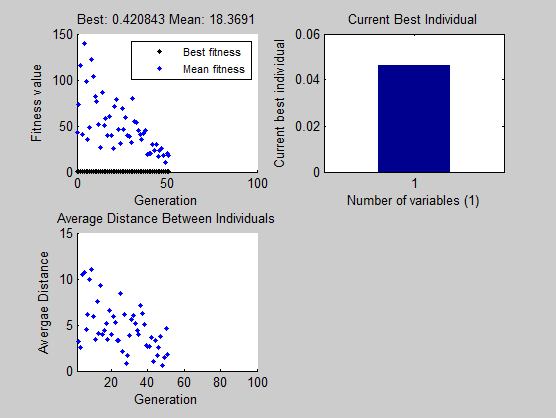 Best: 0.420843 Mean: 18.3691
150
100
50
0
Fitness value
Best fitness
Mean fitness
0 50 100
Generation
Current Best Individual
0.06
0.04
0.02
0
Current best individual
1
Number of variables (1)
Average Distance Between Individuals
15
10
5
0
Avergae Distance
20 40 60 80 100
Generation